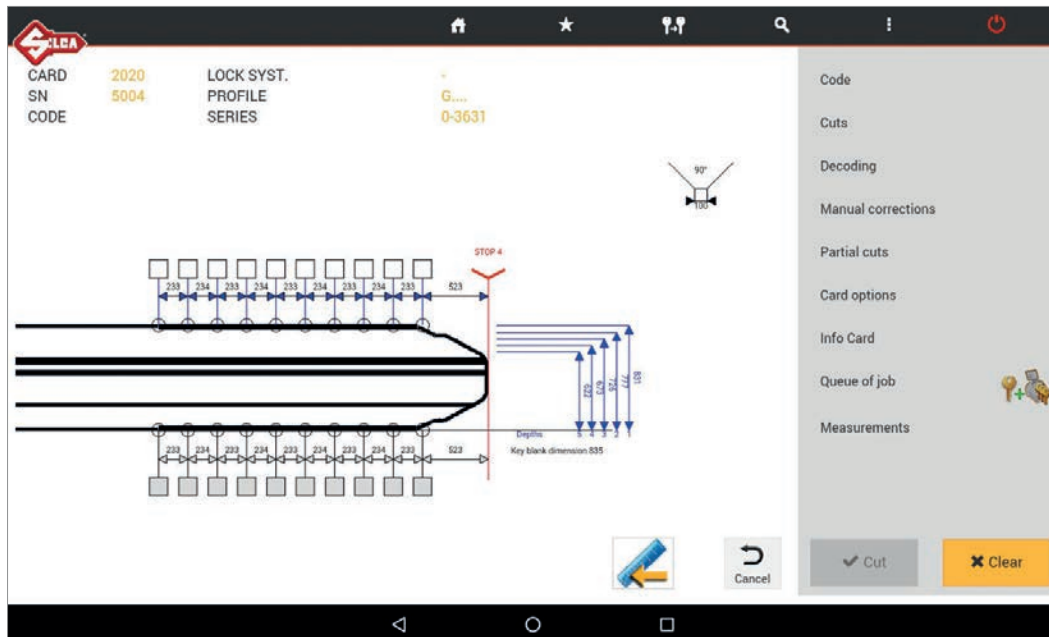 SILCA
CARD 2020 LOCK SYST. -
SN 5004 PROFILE G....
CODE SERIES 0-3631
90°
100
STOP 4
233 234 233 234 233 234 233 234 233 523
831
777
726
673
622
233 234 233 234 233 234 233 234 233 523
Depths 5 4 3 2 1
Key blank dimension 835
Code
Cuts
Decoding
Manual corrections
Partial cuts
Card options
Info Card
Queue of job
Measurements
Cancel
Cut
Clear